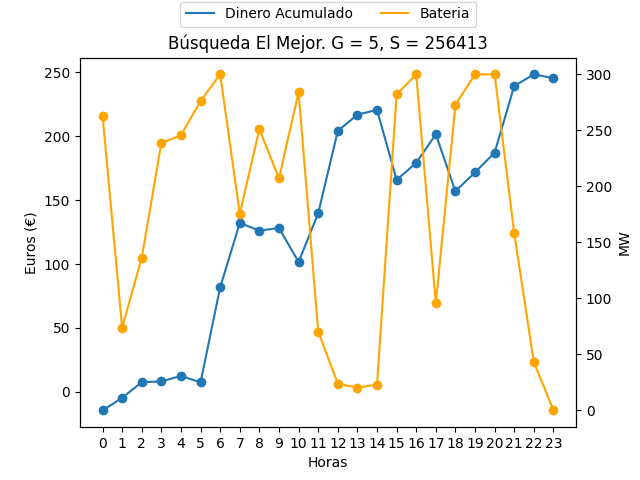 Dinero Acumulado Bateria
Búsqueda El Mejor. G = 5, S = 256413
250
200
150
100
50
0
Euros (€)
300
250
200
150
100
50
0
MW
0 1 2 3 4 5 6 7 8 9 10 11 12 13 14 15 16 17 18 19 20 21 22 23
Horas